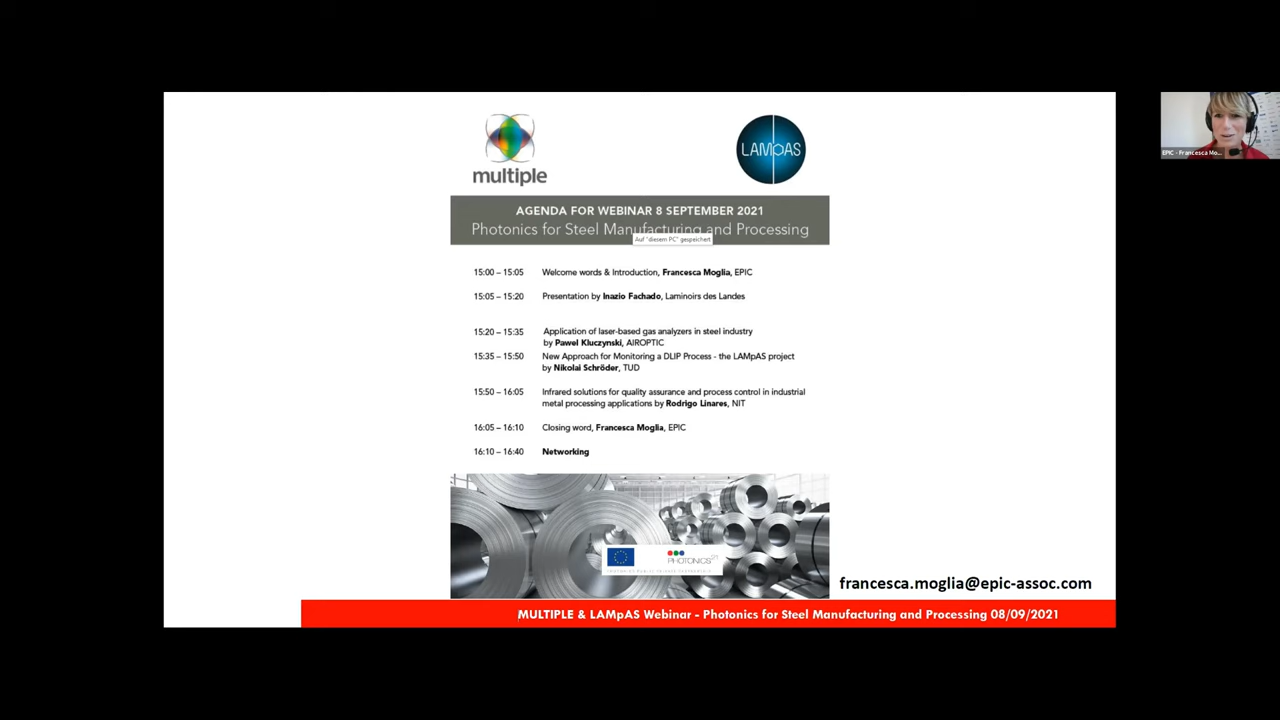 multiple
LAMpAS
AGENDA FOR WEBINAR 8 SEPTEMBER 2021
Photonics for Steel Manufacturing and Processing
Auf "diesem PC" gespeichert
15:00 – 15:05 Welcome words & Introduction, Francesca Moglia, EPIC
15:05 – 15:20 Presentation by Inazio Fachado, Laminoirs des Landes
15:20 – 15:35 Application of laser-based gas analyzers in steel industry
by Pawel Kluczynski, AIROPTIC
15:35 – 15:50 New Approach for Monitoring a DLIP Process - the LAMpAS project
by Nikolai Schröder, TUD
15:50 – 16:05 Infrared solutions for quality assurance and process control in industrial
metal processing applications by Rodrigo Linares, NIT
16:05 – 16:10 Closing word, Francesca Moglia, EPIC
16:10 – 16:40 Networking
PHOTONICS²¹
francesca.moglia@epic-assoc.com
MULTIPLE & LAMpAS Webinar - Photonics for Steel Manufacturing and Processing 08/09/2021
EPIC - Francesca Mo...